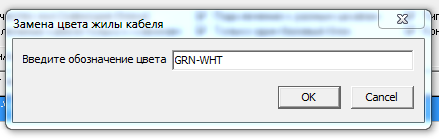 Замена цвета жилы кабеля
Введите обозначение цвета GRN-WHT
OK Cancel